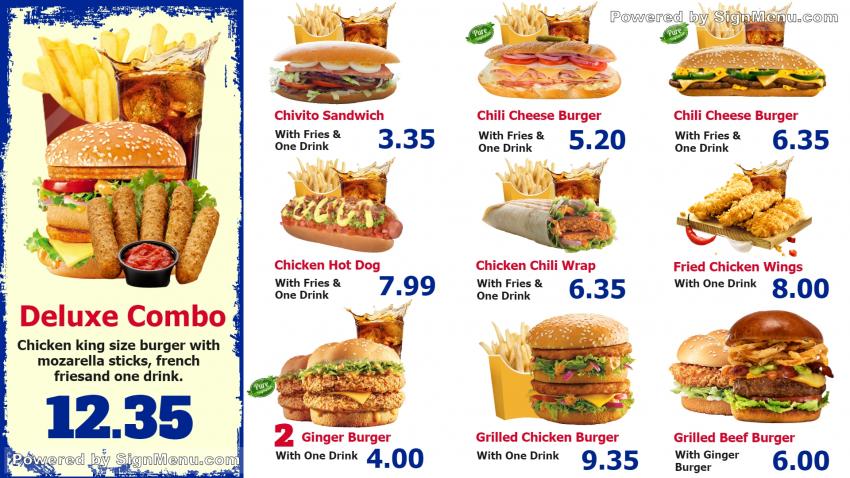 Powered by SignMenu.com
Deluxe Combo
Chicken king size burger with
mozarella sticks, french
friesand one drink.
12.35
Powered by SignMenu.com
Chivito Sandwich
With Fries &
One Drink
3.35
Pure
Chili Cheese Burger
With Fries &
One Drink
5.20
Pure
Chili Cheese Burger
With Fries &
One Drink
6.35
Chicken Hot Dog
With Fries &
One Drink
7.99
Chicken Chili Wrap
With Fries &
One Drink
6.35
Fried Chicken Wings
With One Drink
8.00
Pure
2 Ginger Burger
With One Drink
4.00
Grilled Chicken Burger
With One Drink
9.35
Grilled Beef Burger
With Ginger
Burger
6.00